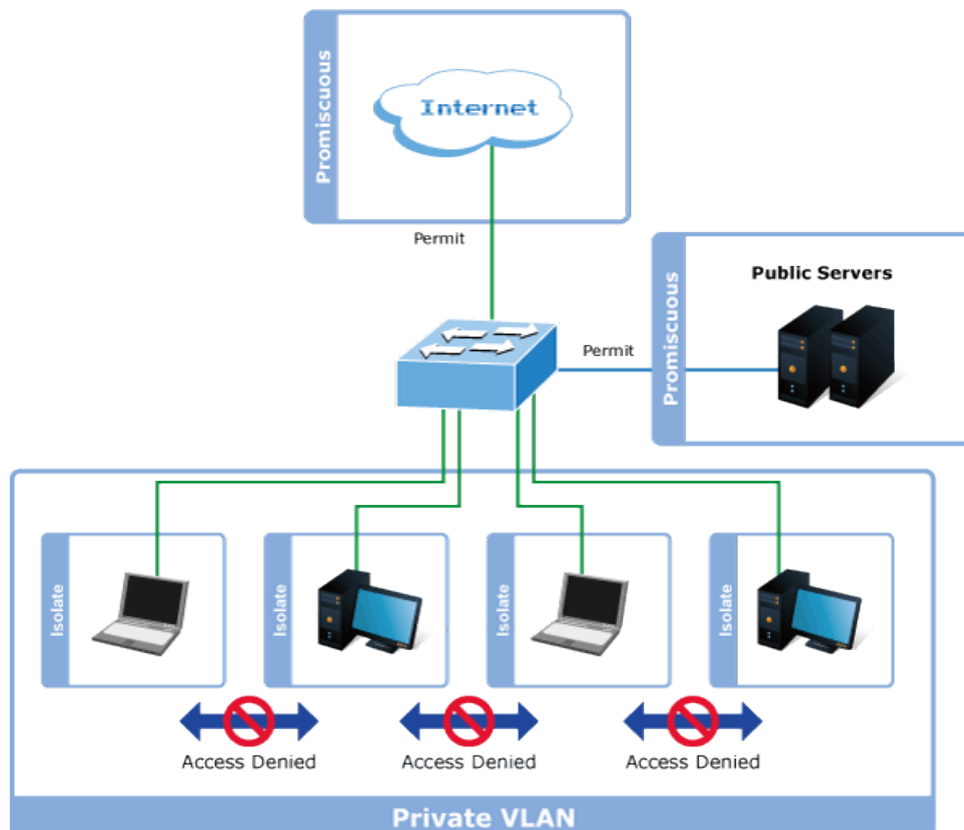 Promiscuous
Internet
Permit
Promiscuous
Public Servers
Permit
Isolate
Isolate
Isolate
Isolate
Access Denied
Access Denied
Access Denied
Private VLAN